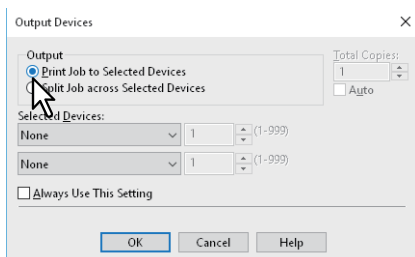 Output Devices
Output
Print Job to Selected Devices
Split Job across Selected Devices
Total Copies:
1
Auto
Selected Devices:
None 1 (1-999)
None 1 (1-999)
Always Use This Setting
OK Cancel Help